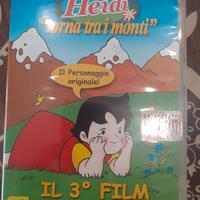 Heidi
"torna tra i monti"
Il Personaggio
originale!
IL 3° FILM